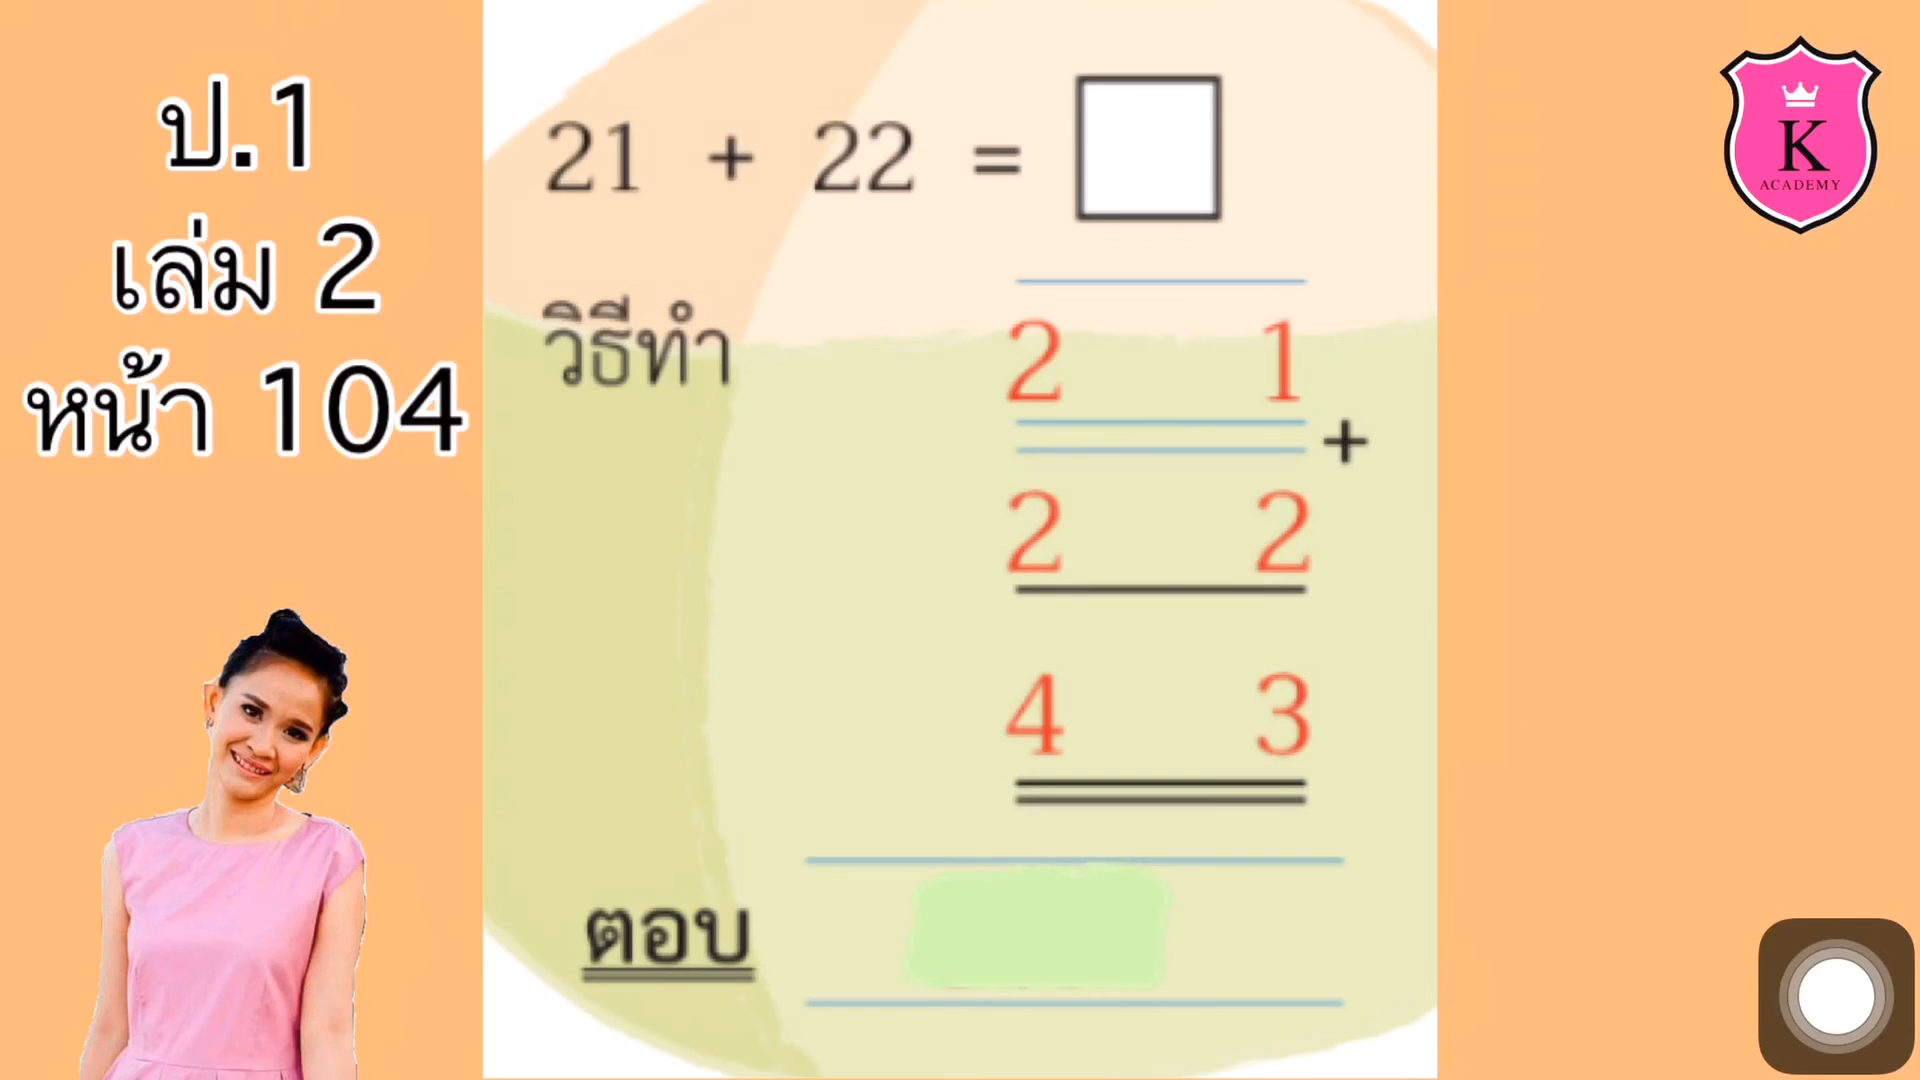 ป.1
เล่ม 2
หน้า 104
21 + 22 =
วิธีทำ
2 1
+
2 2
4 3
ตอบ
K
ACADEMY